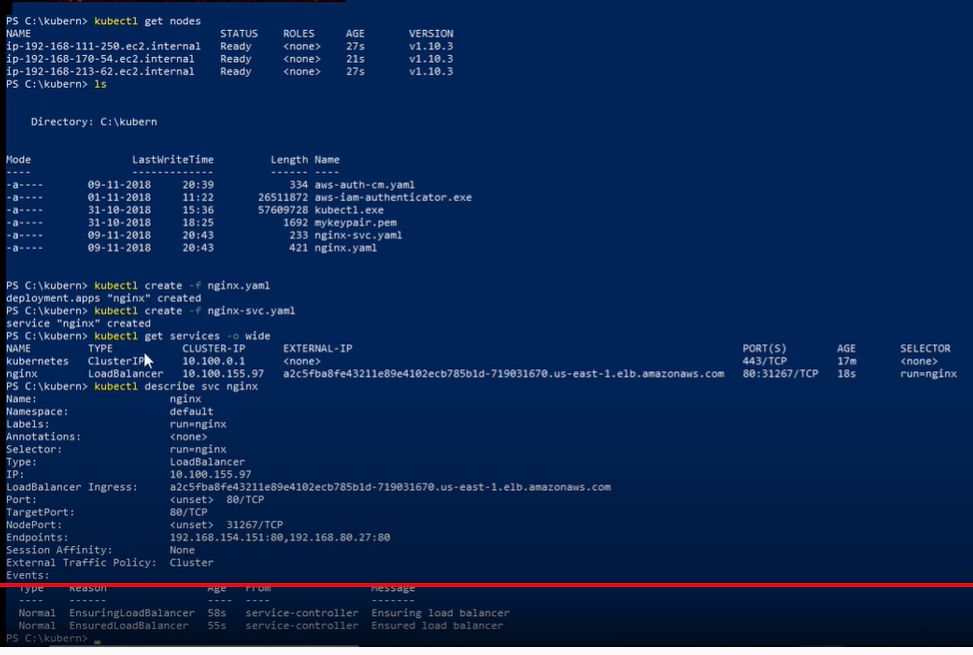 PS C:\kubern> kubectl get nodes
NAME STATUS ROLES AGE VERSION
ip-192-168-111-250.ec2.internal Ready <none> 27s v1.10.3
ip-192-168-170-54.ec2.internal Ready <none> 21s v1.10.3
ip-192-168-213-62.ec2.internal Ready <none> 27s v1.10.3
PS C:\kubern> ls
Directory: C:\kubern
Mode LastWriteTime Length Name
---- ------------- ------ ----
-a---- 09-11-2018 20:39 334 aws-auth-cm.yaml
-a---- 01-11-2018 11:22 26511872 aws-iam-authenticator.exe
-a---- 31-10-2018 15:36 57609728 kubectl.exe
-a---- 31-10-2018 18:25 1692 mykeypair.pem
-a---- 09-11-2018 20:43 233 nginx-svc.yaml
-a---- 09-11-2018 20:43 421 nginx.yaml
PS C:\kubern> kubectl create -f nginx.yaml
deployment.apps "nginx" created
PS C:\kubern> kubectl create -f nginx-svc.yaml
service "nginx" created
PS C:\kubern> kubectl get services -o wide
NAME TYPE CLUSTER-IP EXTERNAL-IP PORT(S) AGE SELECTOR
kubernetes ClusterIP 10.100.0.1 <none> 443/TCP 17m <none>
nginx LoadBalancer 10.100.155.97 a2c5fba8fe43211e89e4102ecb785b1d-719031670.us-east-1.elb.amazonaws.com 80:31267/TCP 18s run=nginx
PS C:\kubern> kubectl describe svc nginx
Name: nginx
Namespace: default
Labels: run=nginx
Annotations: <none>
Selector: run=nginx
Type: LoadBalancer
IP: 10.100.155.97
LoadBalancer Ingress: a2c5fba8fe43211e89e4102ecb785b1d-719031670.us-east-1.elb.amazonaws.com
Port: <unset> 80/TCP
TargetPort: 80/TCP
NodePort: <unset> 31267/TCP
Endpoints: 192.168.154.151:80,192.168.80.27:80
Session Affinity: None
External Traffic Policy: Cluster
Events:
Type Reason Age From Message
---- ------ ---- ---- -------
Normal EnsuringLoadBalancer 58s service-controller Ensuring load balancer
Normal EnsuredLoadBalancer 55s service-controller Ensured load balancer
PS C:\kubern> _